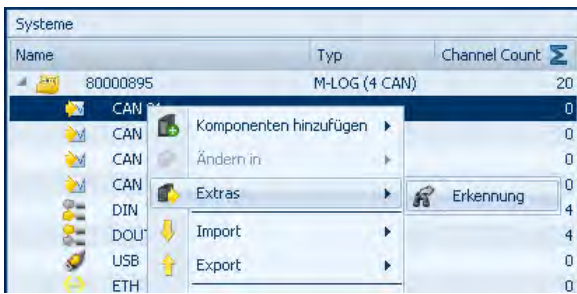 Systeme
Name Typ Channel Count Σ
80000895 M-LOG (4 CAN) 20
CAN 0
Komponenten hinzufügen
CAN 0
CAN Ändern in 0
CAN 0
Extras Erkennung
DIN 4
DOUT Import 4
USB 0
Export
ETH 0